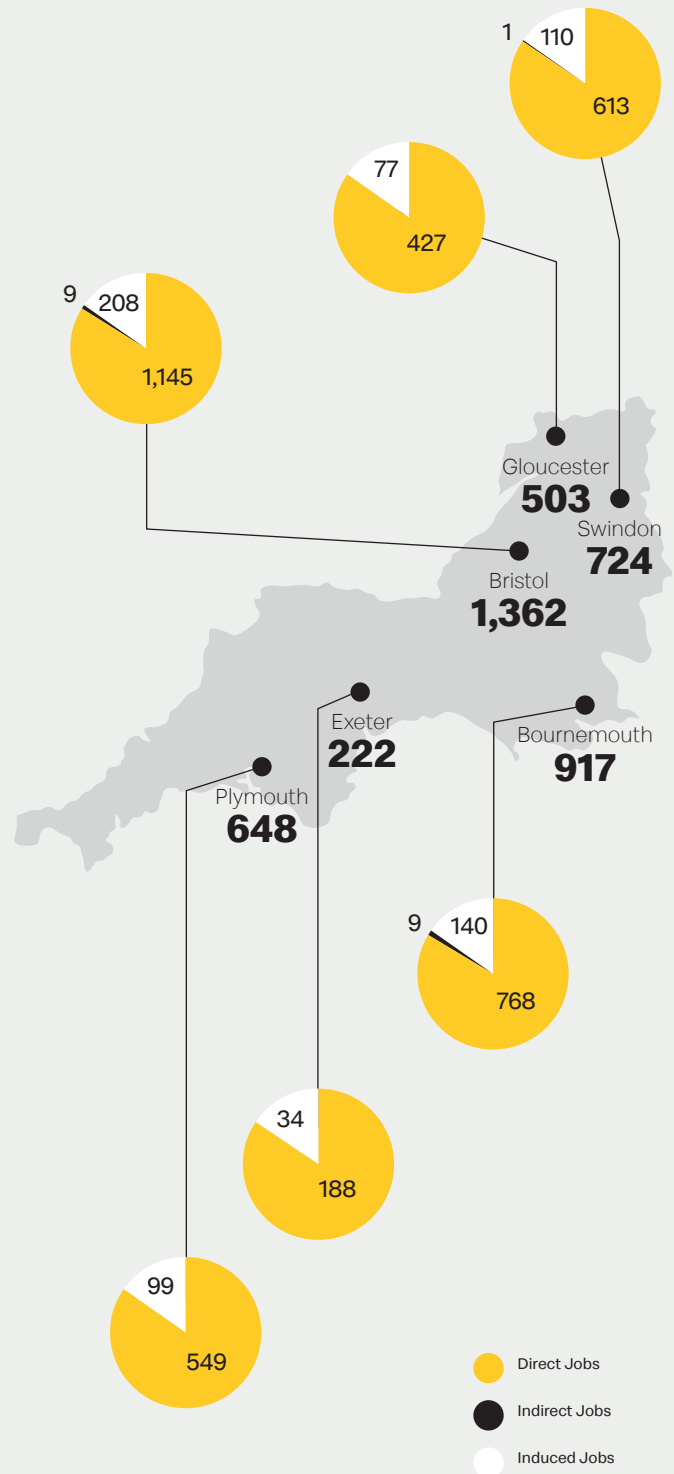 1
110
613
77
427
9
208
1,145
Gloucester
503
Swindon
724
Bristol
1,362
Exeter
222
Bournemouth
917
Plymouth
648
9
140
768
34
188
99
549
Direct Jobs
Indirect Jobs
Induced Jobs